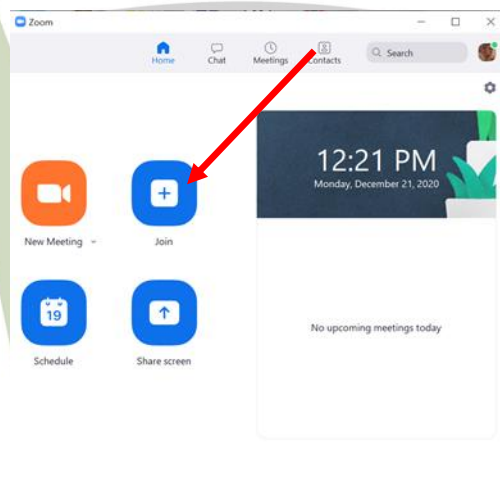 Zoom
Home
Chat
Meetings
Contacts
Search
12:21 PM
Monday, December 21, 2020
New Meeting
Join
19
Schedule
Share screen
No upcoming meetings today